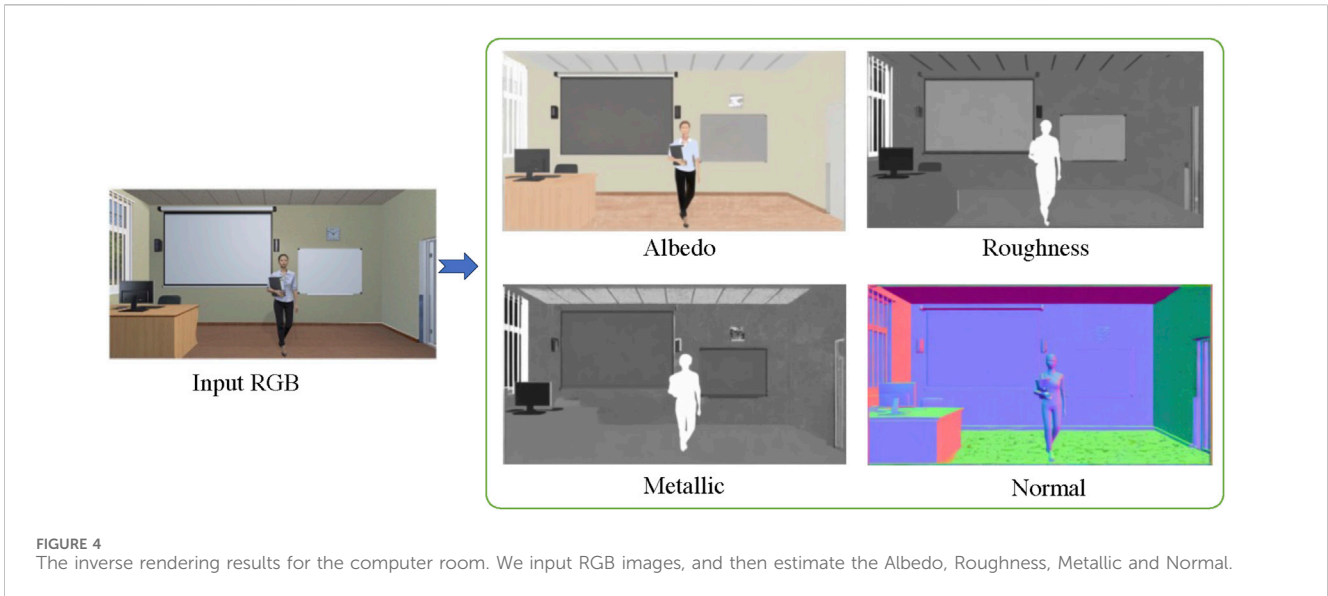 Input RGB
Albedo
Roughness
Metallic
Normal
FIGURE 4
The inverse rendering results for the computer room. We input RGB images, and then estimate the Albedo, Roughness, Metallic and Normal.